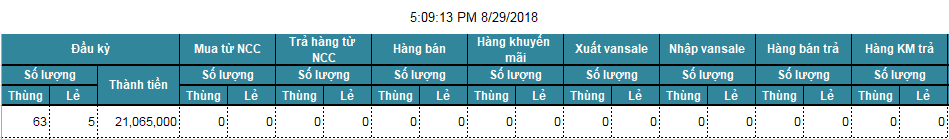 5:09:13 PM 8/29/2018
Đầu kỳ Mua từ NCC Trả hàng từ NCC Hàng bán Hàng khuyến mãi Xuất vansale Nhập vansale Hàng bán trả Hàng KM trả
Số lượng Thành tiền Số lượng Số lượng Số lượng Số lượng Số lượng Số lượng Số lượng Số lượng
Thùng Lẻ Thùng Lẻ Thùng Lẻ Thùng Lẻ Thùng Lẻ Thùng Lẻ Thùng Lẻ Thùng Lẻ Thùng Lẻ
63 5 21,065,000 0 0 0 0 0 0 0 0 0 0 0 0 0 0 0 0